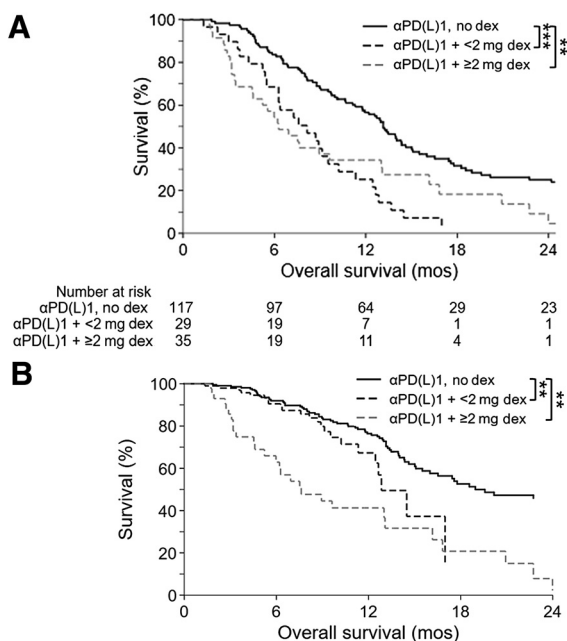 A
αPD(L)1, no dex
αPD(L)1 + <2 mg dex
αPD(L)1 + ≥2 mg dex
***
**
Survival (%)
100
80
60
40
20
0
0 6 12 18 24
Overall survival (mos)
Number at risk
αPD(L)1, no dex 117 97 64 29 23
αPD(L)1 + <2 mg dex 29 19 7 1 1
αPD(L)1 + ≥2 mg dex 35 19 11 4 1
B
αPD(L)1, no dex
αPD(L)1 + <2 mg dex
αPD(L)1 + ≥2 mg dex
**
**
Survival (%)
100
80
60
40
20
0
0 6 12 18 24
Overall survival (mos)